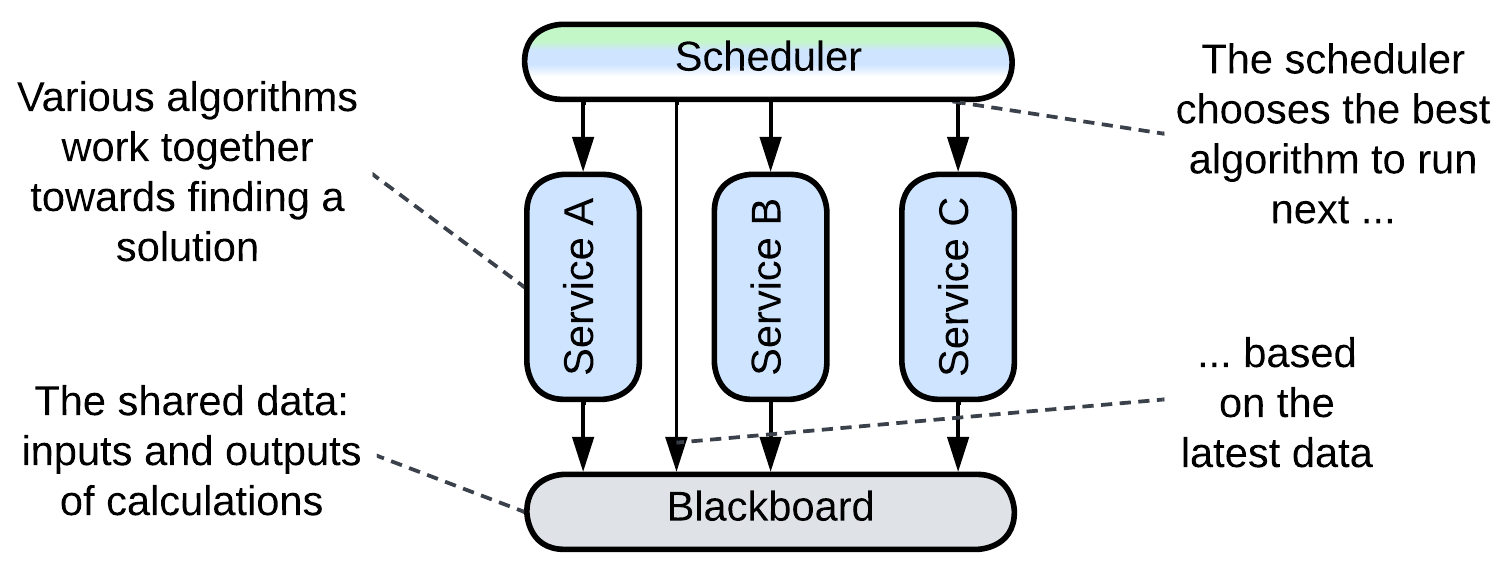 Scheduler
Various algorithms
work together
towards finding a
solution
The scheduler
chooses the best
algorithm to run
next ...
Service A
Service B
Service C
The shared data:
inputs and outputs
of calculations
... based
on the
latest data
Blackboard